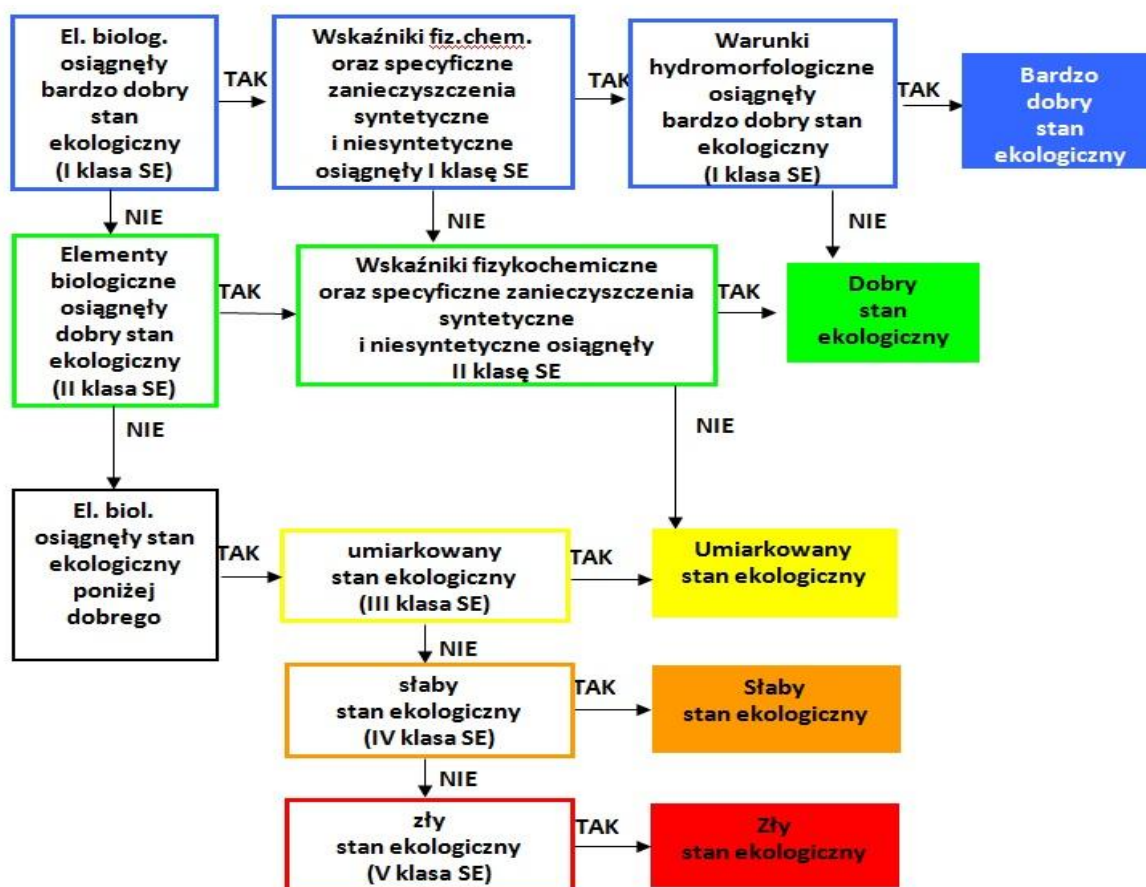 El. biolog.
osiągnęły
bardzo dobry
stan
ekologiczny
(I klasa SE)
TAK
Wskaźniki fiz.chem.
oraz specyficzne
zanieczyszczenia
syntetyczne
i niesyntetyczne
osiągnęły I klasę SE
TAK
Warunki
hydromorfologiczne
osiągnęły
bardzo dobry stan
ekologiczny
(I klasa SE)
TAK
Bardzo
dobry
stan
ekologiczny
NIE
NIE
NIE
Elementy
biologiczne
osiągnęły
dobry stan
ekologiczny
(II klasa SE)
TAK
Wskaźniki fizykochemiczne
oraz specyficzne zanieczyszczenia
syntetyczne
i niesyntetyczne osiągnęły
II klasę SE
TAK
Dobry
stan
ekologiczny
NIE
NIE
El. biol.
osiągnęły stan
ekologiczny
poniżej
dobrego
TAK
umiarkowany
stan ekologiczny
(III klasa SE)
TAK
Umiarkowany
stan ekologiczny
NIE
słaby
stan ekologiczny
(IV klasa SE)
TAK
Słaby
stan ekologiczny
NIE
zły
stan ekologiczny
(V klasa SE)
TAK
Zły
stan ekologiczny